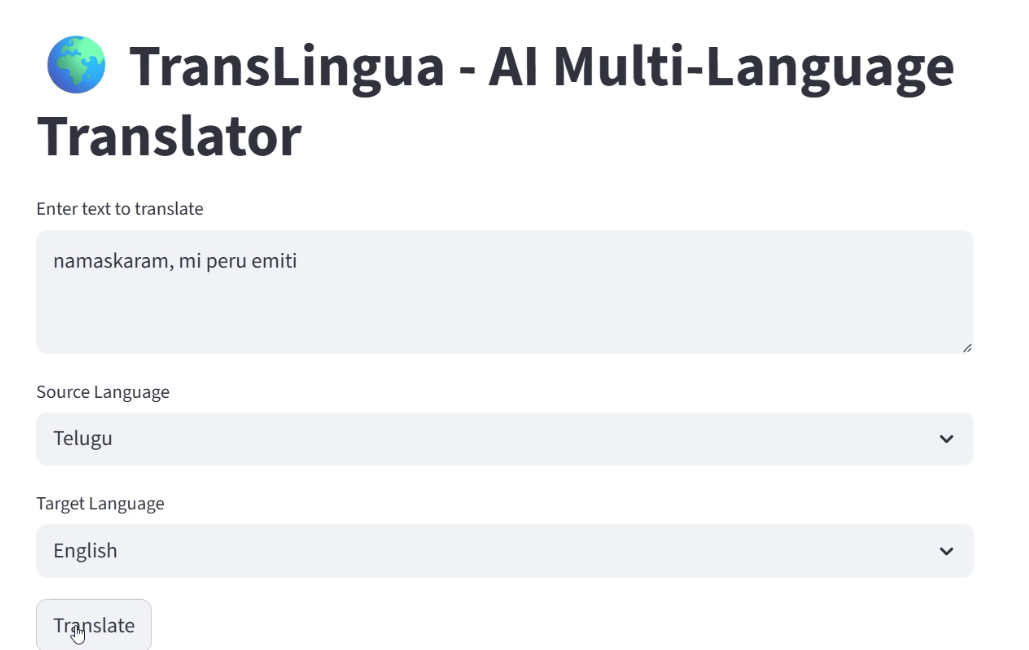 🌍 TransLingua - AI Multi-Language
Translator
Enter text to translate
namaskaram, mi peru emiti
Source Language
Telugu
Target Language
English
Translate